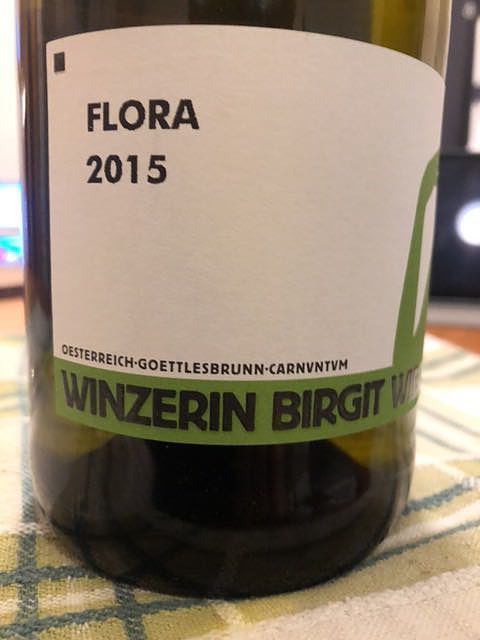 FLORA
2015
OESTERREICH·GOETTLESBRUNN·CARNVNTVM
WINZERIN BIRGIT